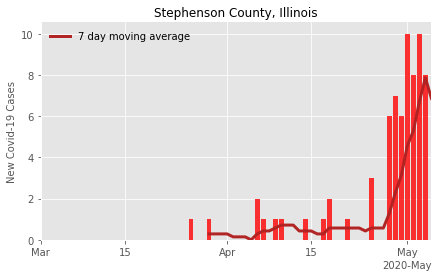 Stephenson County, Illinois
7 day moving average
New Covid-19 Cases
10
8
6
4
2
0
Mar 15 Apr 15 May
2020-May